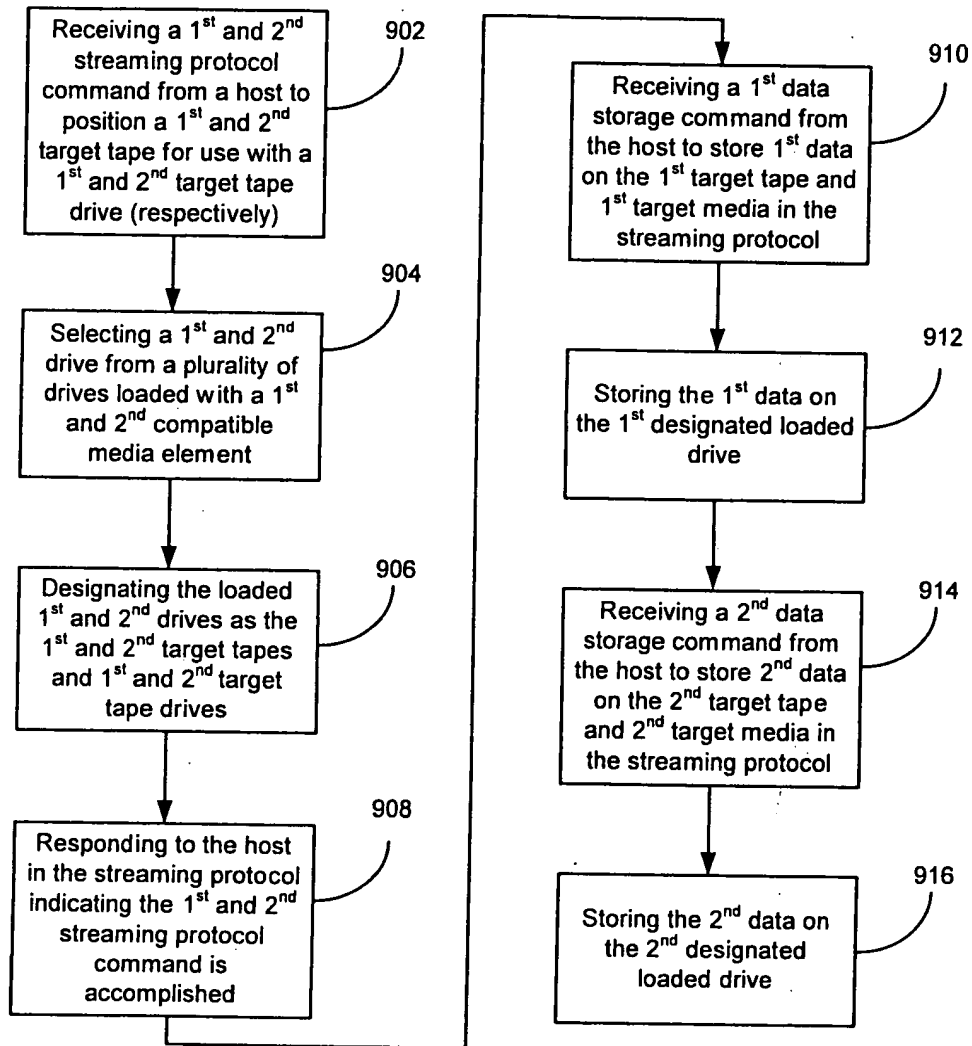 Receiving a 1st and 2nd
streaming protocol
command from a host to
position a 1st and 2nd
target tape for use with a
1st and 2nd target tape
drive (respectively)
902
Selecting a 1st and 2nd
drive from a plurality of
drives loaded with a 1st
and 2nd compatible
media element
904
Designating the loaded
1st and 2nd drives as the
1st and 2nd target tapes
and 1st and 2nd target
tape drives
906
Responding to the host
in the streaming protocol
indicating the 1st and 2nd
streaming protocol
command is
accomplished
908
Receiving a 1st data
storage command from
the host to store 1st data
on the 1st target tape and
1st target media in the
streaming protocol
910
Storing the 1st data on
the 1st designated loaded
drive
912
Receiving a 2nd data
storage command from
the host to store 2nd data
on the 2nd target tape
and 2nd target media in
the streaming protocol
914
Storing the 2nd data on
the 2nd designated
loaded drive
916